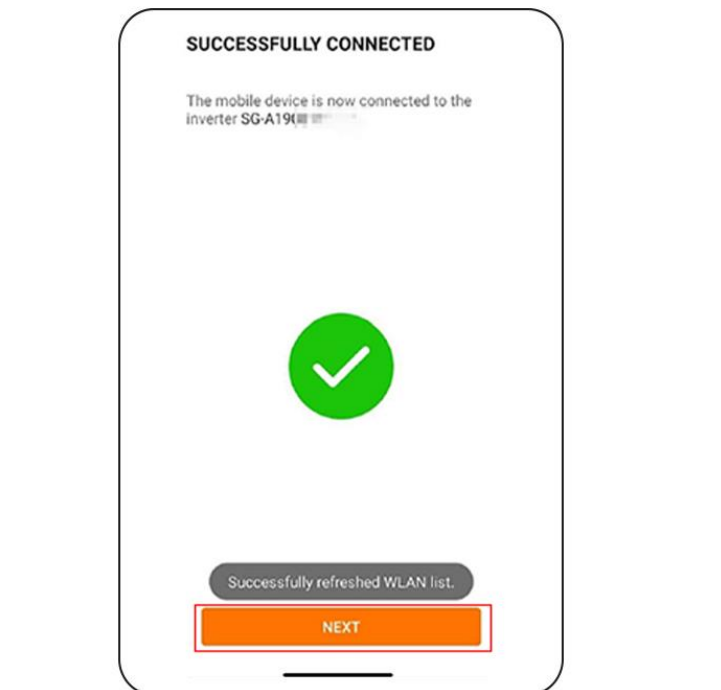 SUCCESSFULLY CONNECTED
The mobile device is now connected to the
inverter SG-A19
Successfully refreshed WLAN list.
NEXT